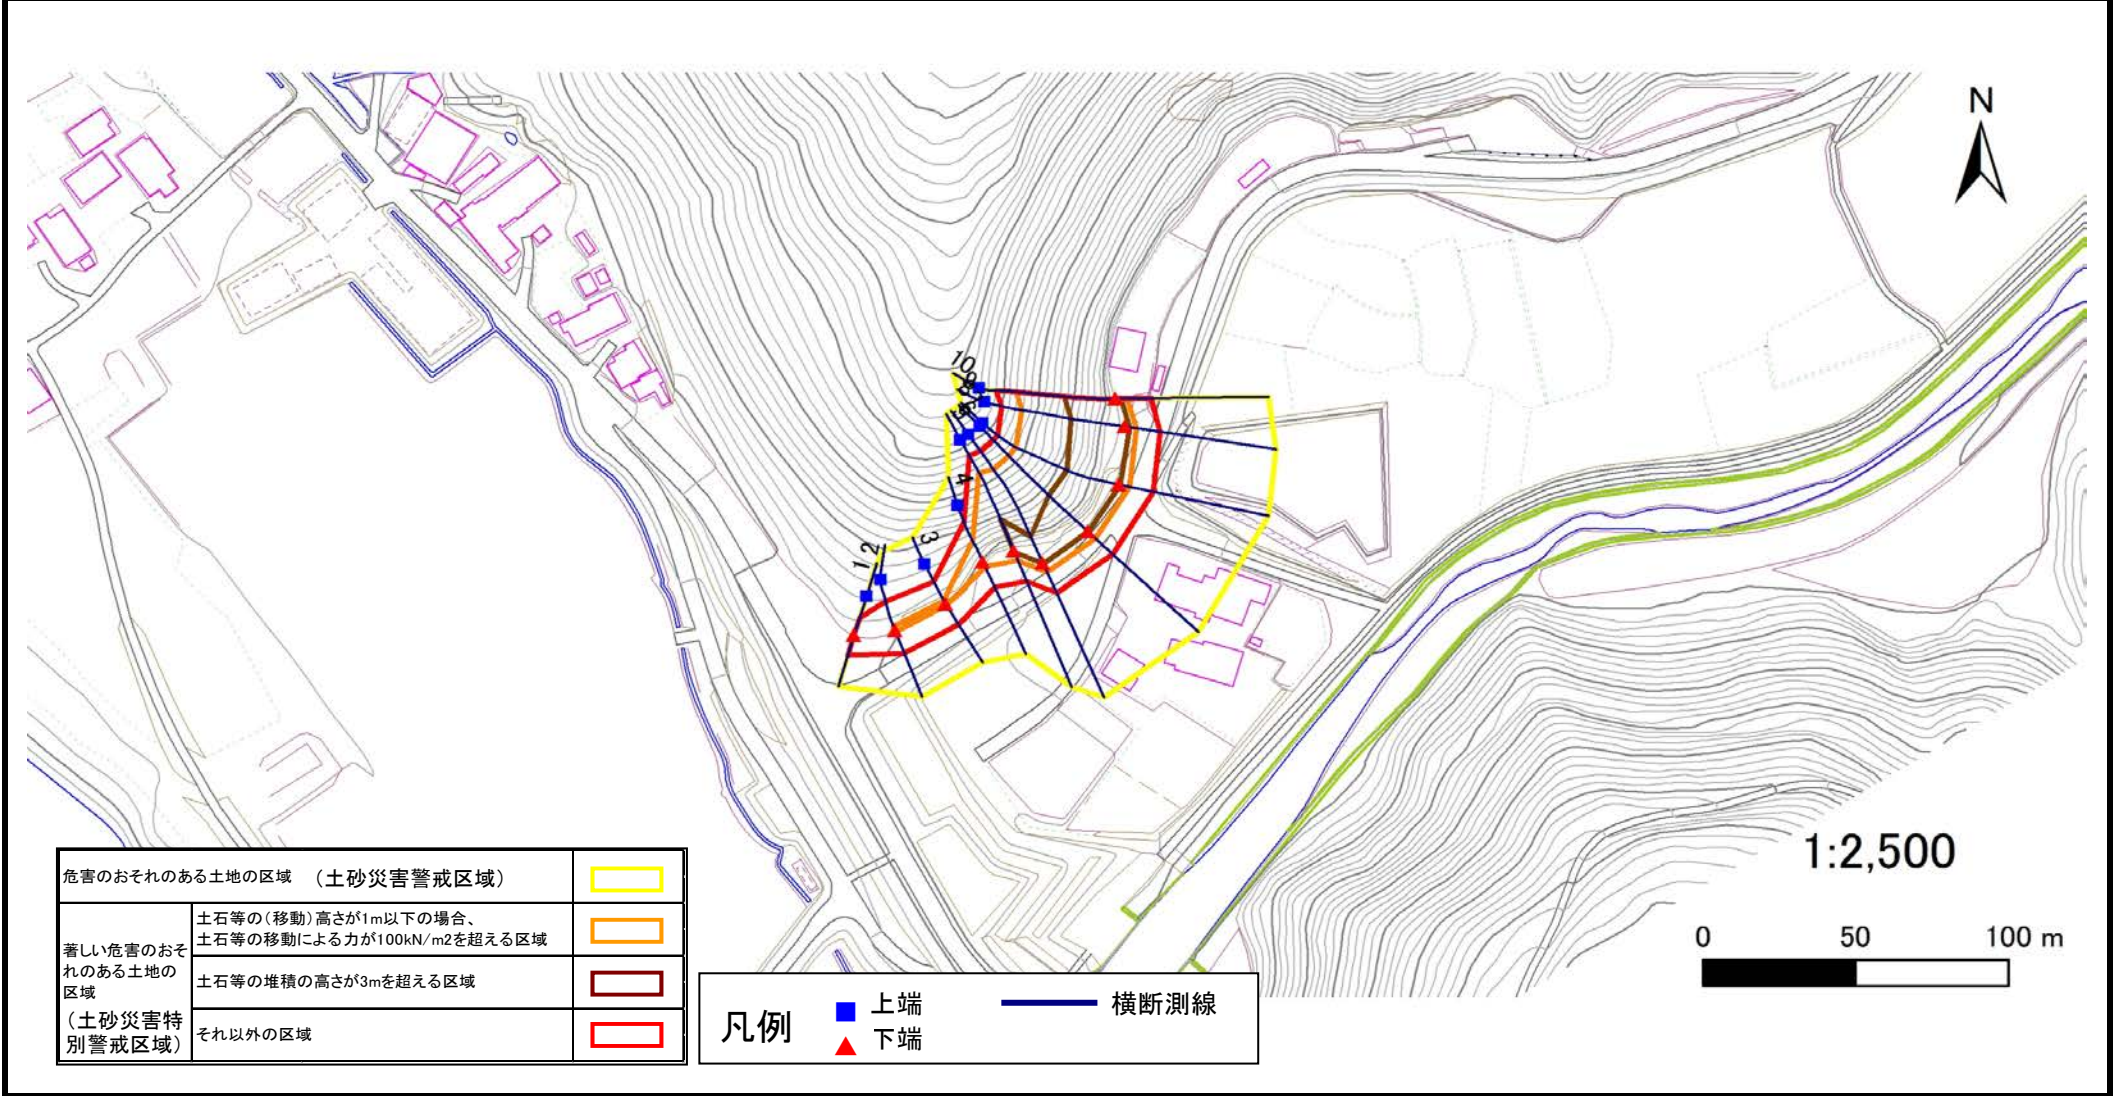 N
10
9
4
3
2
1
1:2,500
0 50 100 m
危害のおそれのある土地の区域 (土砂災害警戒区域)
著しい危害のおそ
れのある土地の
区域
(土砂災害特
別警戒区域)
土石等の(移動)高さが1m以下の場合、
土石等の移動による力が100kN/m2を超える区域
土石等の堆積の高さが3mを超える区域
それ以外の区域
凡例
上端
下端
横断測線